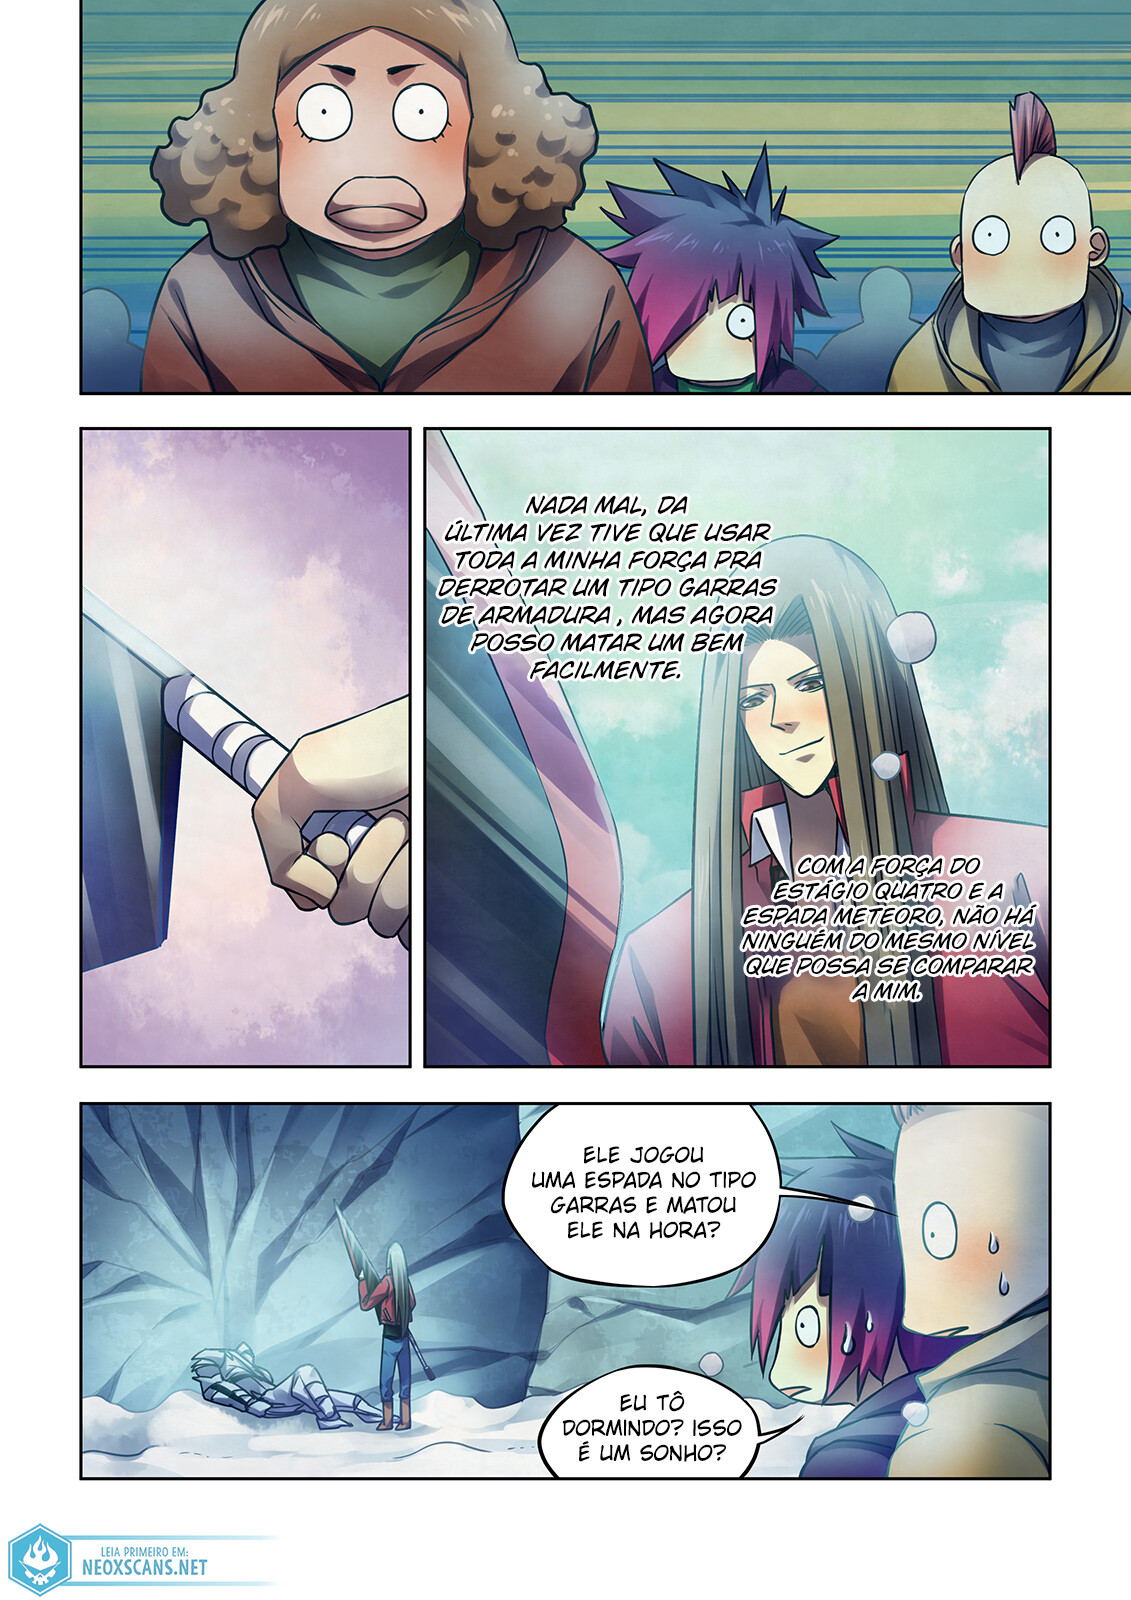 NADA MAL, DA
ÚLTIMA VEZ TIVE QUE USAR
TODA A MINHA FORÇA PRA
DERROTAR UM TIPO GARRAS
DE ARMADURA , MAS AGORA
POSSO MATAR UM BEM
FACILMENTE.
COM A FORÇA DO
ESTÁGIO QUATRO E A
ESPADA METEORO, NÃO HÁ
NINGUÉM DO MESMO NÍVEL
QUE POSSA SE COMPARAR
A MIM.
ELE JOGOU
UMA ESPADA NO TIPO
GARRAS E MATOU
ELE NA HORA?
EU TÔ
DORMINDO? ISSO
É UM SONHO?
LEIA PRIMEIRO EM:
NEOXSCANS.NET